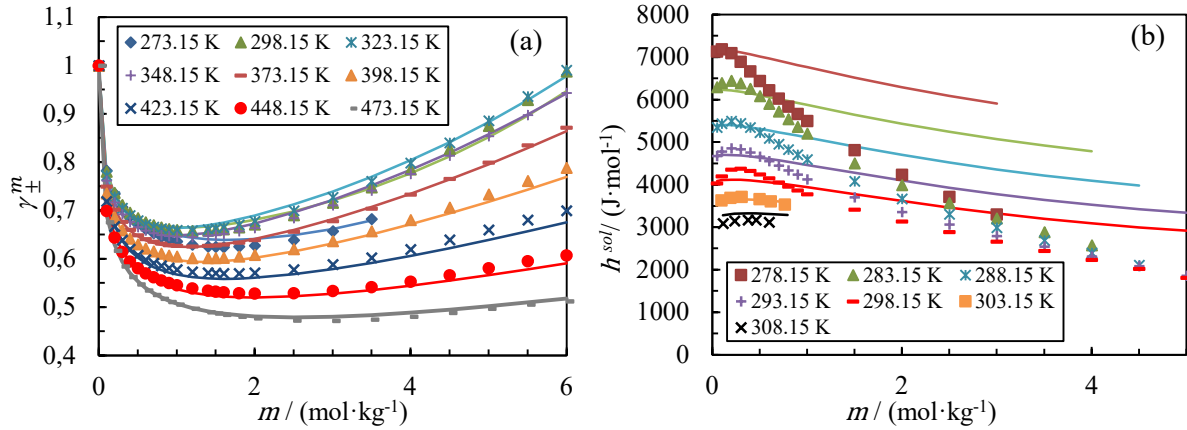 (a)
273.15 K 298.15 K 323.15 K
348.15 K 373.15 K 398.15 K
423.15 K 448.15 K 473.15 K
1,1
1
0,9
0,8
0,7
0,6
0,5
0,4
γ±^m
0 2 4 6
m / (mol·kg-1)
(b)
8000
7000
6000
5000
4000
3000
2000
1000
0
h sol/ (J·mol-1)
278.15 K 283.15 K 288.15 K
293.15 K 298.15 K 303.15 K
308.15 K
0 2 4
m / (mol·kg-1)